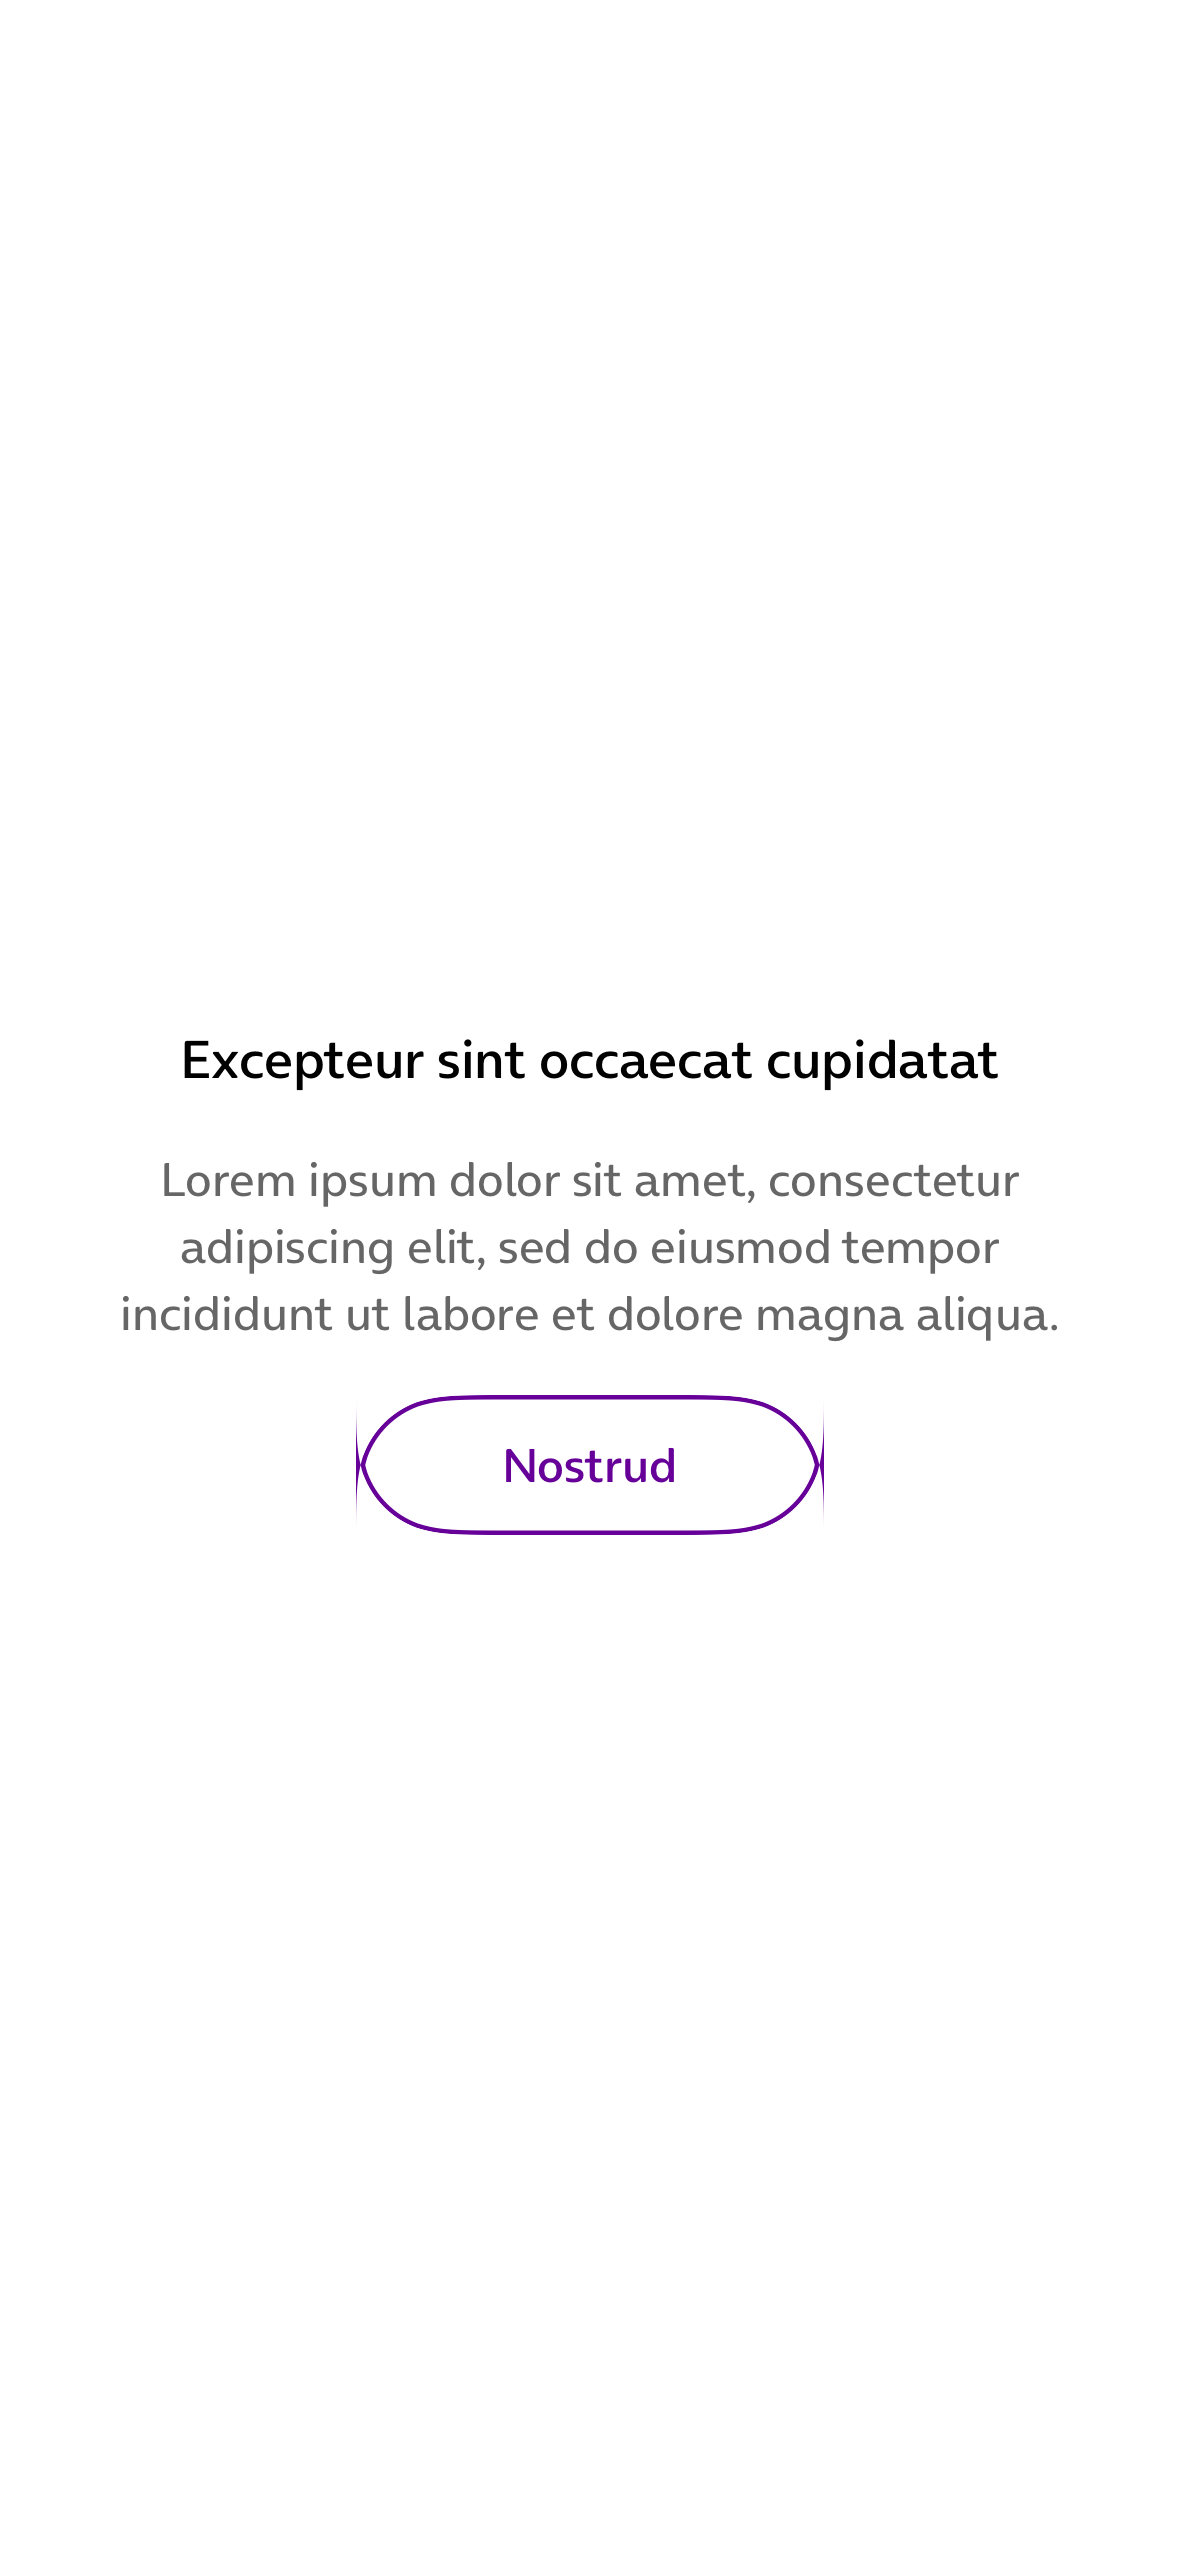 Excepteur sint occaecat cupidatat
Lorem ipsum dolor sit amet, consectetur
adipiscing elit, sed do eiusmod tempor
incididunt ut labore et dolore magna aliqua.
Nostrud